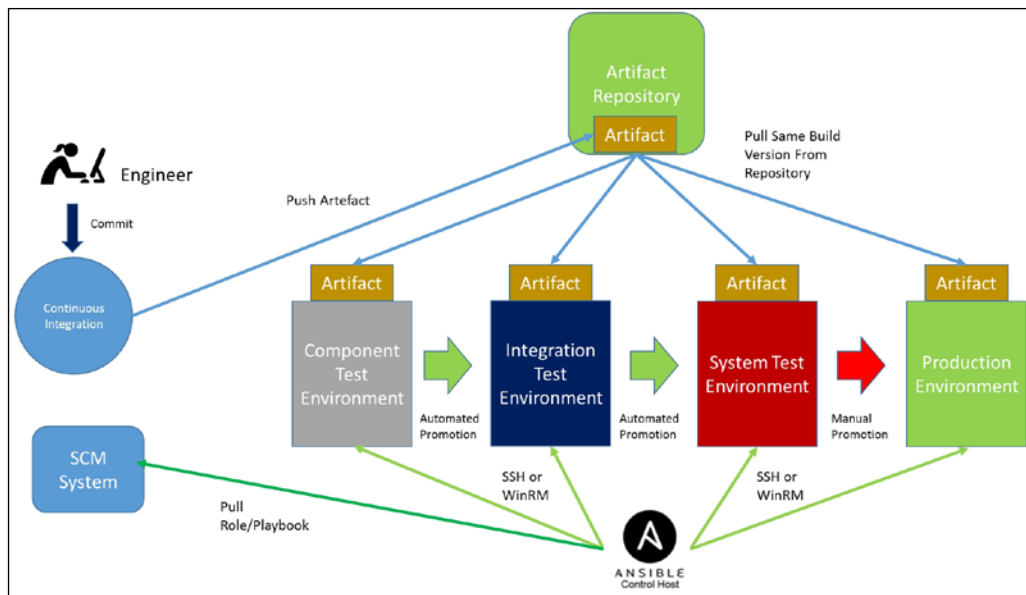 Artifact
Repository
Artifact
Pull Same Build
Version From
Repository
Engineer
Push Artefact
Commit
Continuous
Integration
Artifact
Artifact
Artifact
Artifact
Component
Test
Environment
Integration
Test
Environment
System Test
Environment
Production
Environment
Automated
Promotion
Automated
Promotion
Manual
Promotion
SCM
System
SSH or
WinRM
SSH or
WinRM
Pull
Role/Playbook
ANSIBLE
Control Host